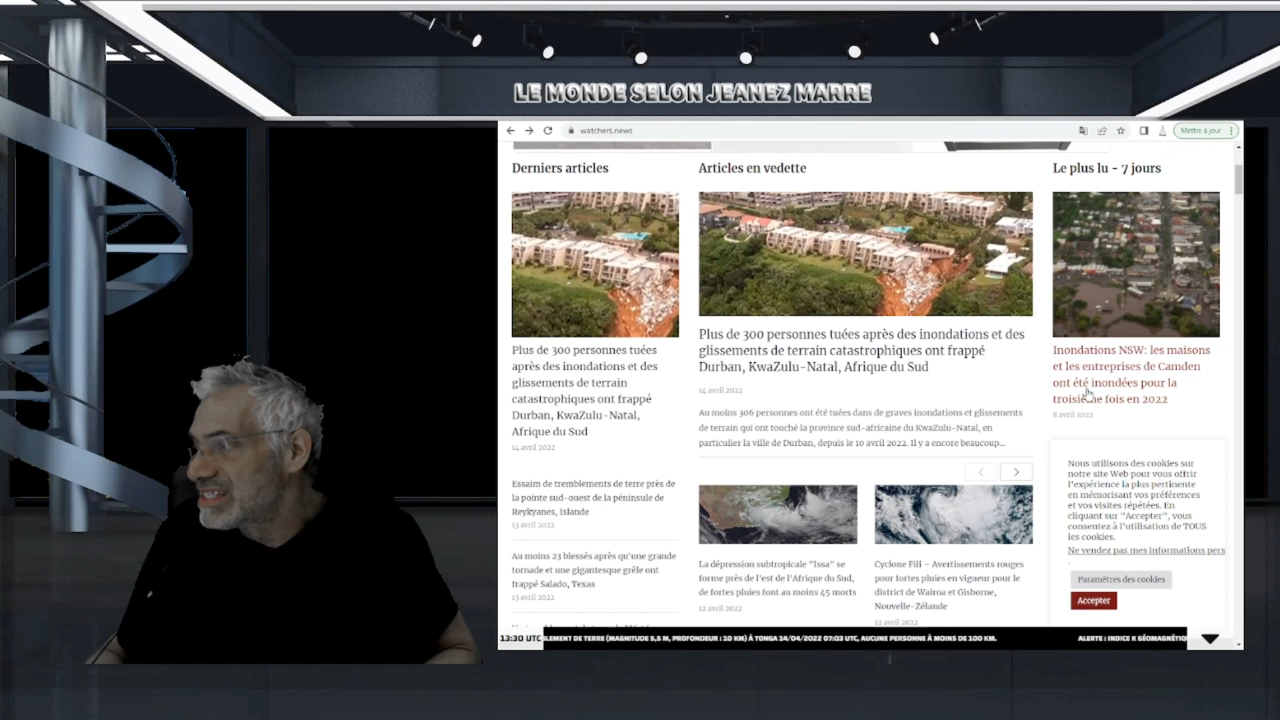 LE MONDE SELON JEANEZ MARRE
watchers.news
Mettre à jour
Derniers articles
Plus de 300 personnes tuées
après des inondations et des
glissements de terrain
catastrophiques ont frappé
Durban, KwaZulu-Natal,
Afrique du Sud
14 avril 2022
Essaim de tremblements de terre près de
la pointe sud-ouest de la péninsule de
Reykyanes, Islande
13 avril 2022
Au moins 23 blessés après qu'une grande
tornade et une gigantesque grêle ont
frappé Salado, Texas
13 avril 2022
Articles en vedette
Plus de 300 personnes tuées après des inondations et des
glissements de terrain catastrophiques ont frappé
Durban, KwaZulu-Natal, Afrique du Sud
14 avril 2022
Au moins 306 personnes ont été tuées dans de graves inondations et glissements
de terrain qui ont touché la province sud-africaine du KwaZulu-Natal, en
particulier la ville de Durban, depuis le 10 avril 2022. Il y a encore beaucoup...
La dépression subtropicale "Issa" se
forme près de l'est de l'Afrique du Sud,
de fortes pluies font au moins 45 morts
12 avril 2022
Cyclone Fili – Avertissements rouges
pour fortes pluies en vigueur pour le
district de Wairoa et Gisborne,
Nouvelle-Zélande
12 avril 2022
Le plus lu - 7 jours
Inondations NSW: les maisons
et les entreprises de Camden
ont été inondées pour la
troisième fois en 2022
8 avril 2022
Nous utilisons des cookies sur
notre site Web pour vous offrir
l'expérience la plus pertinente
en mémorisant vos préférences
et vos visites répétées. En
cliquant sur "Accepter", vous
consentez à l'utilisation de TOUS
les cookies.
Ne vendez pas mes informations pers
.
Paramètres des cookies
Accepter
13:30 UTC LEMENT DE TERRE (MAGNITUDE 5,5 M, PROFONDEUR : 10 KM) À TONGA 14/04/2022 07:03 UTC, AUCUNE PERSONNE À MOINS DE 100 KM. ALERTE : INDICE K GÉOMAGNÉTIQU